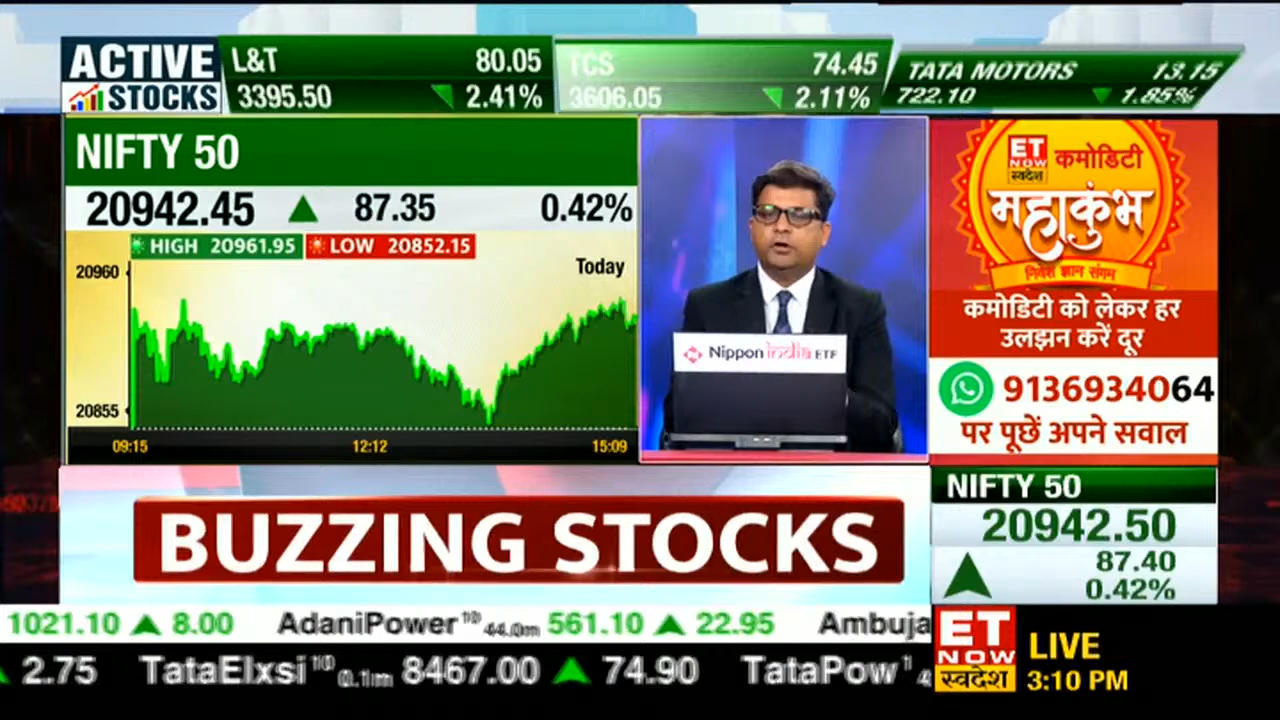 ACTIVE
STOCKS
L&T 80.05
3395.50 2.41%
TCS 74.45
3606.05 2.11%
TATA MOTORS 13.15
722.10 1.85%
NIFTY 50
20942.45 87.35 0.42%
HIGH 20961.95 LOW 20852.15
Today
20960
20855
09:15 12:12 15:09
Nippon india ETF
ET
NOW
स्वदेश
कमोडिटी
महाकुंभ
निवेश ज्ञान संगम
कमोडिटी को लेकर हर
उलझन करें दूर
9136934064
पर पूछें अपने सवाल
NIFTY 50
20942.50
87.40
0.42%
BUZZING STOCKS
1021.10 8.00 AdaniPower 10 44.0m 561.10 22.95 Ambuja
2.75 TataElxsi 10 0.1m 8467.00 74.90 TataPow
ET
NOW
स्वदेश
LIVE
3:10 PM